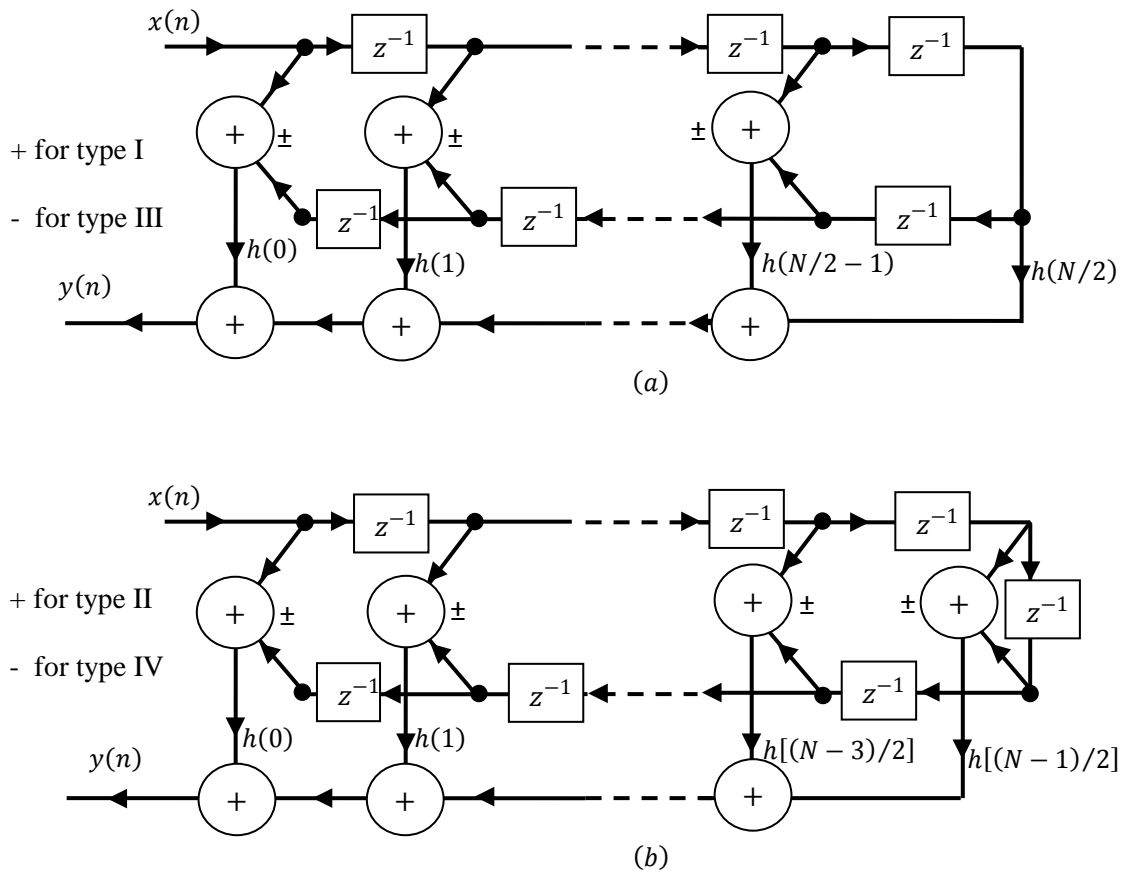 x(n)
z⁻¹ z⁻¹ z⁻¹
+ ± + ± ± +
+ for type I
- for type III
z⁻¹ z⁻¹ z⁻¹
h(0) h(1) h(N/2 − 1) h(N/2)
y(n)
+ + +
(a)
x(n)
z⁻¹ z⁻¹ z⁻¹
+ ± + ± + ± ± +
+ for type II
z⁻¹
- for type IV
z⁻¹ z⁻¹ z⁻¹
h(0) h(1) h[(N − 3)/2] h[(N − 1)/2]
y(n)
+ + +
(b)